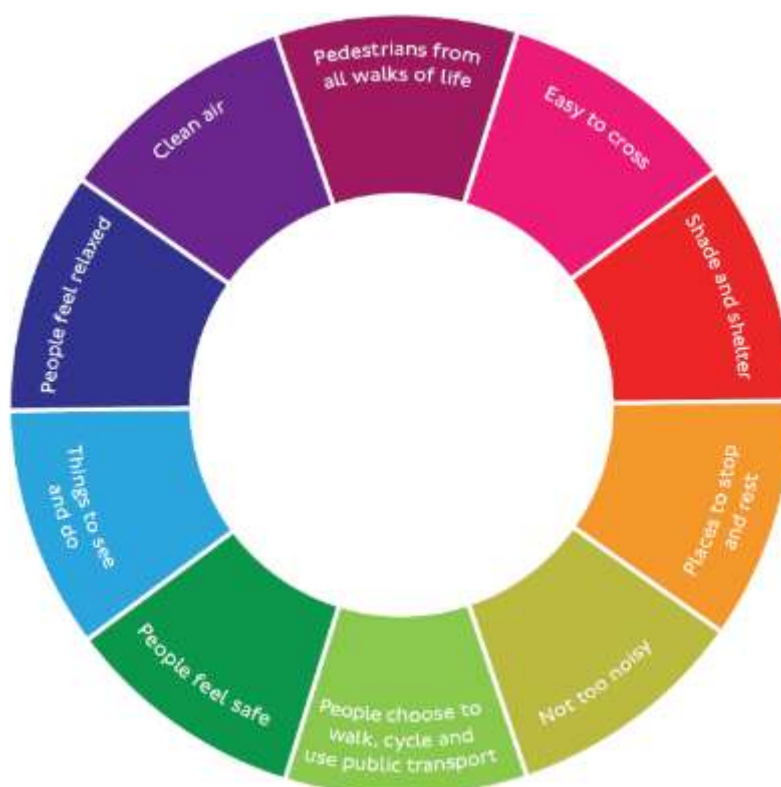 Pedestrians from
all walks of life
Easy to cross
Shade and shelter
Places to stop
and rest
Not too noisy
People choose to
walk, cycle and
use public transport
People feel safe
Things to see
and do
People feel relaxed
Clean air